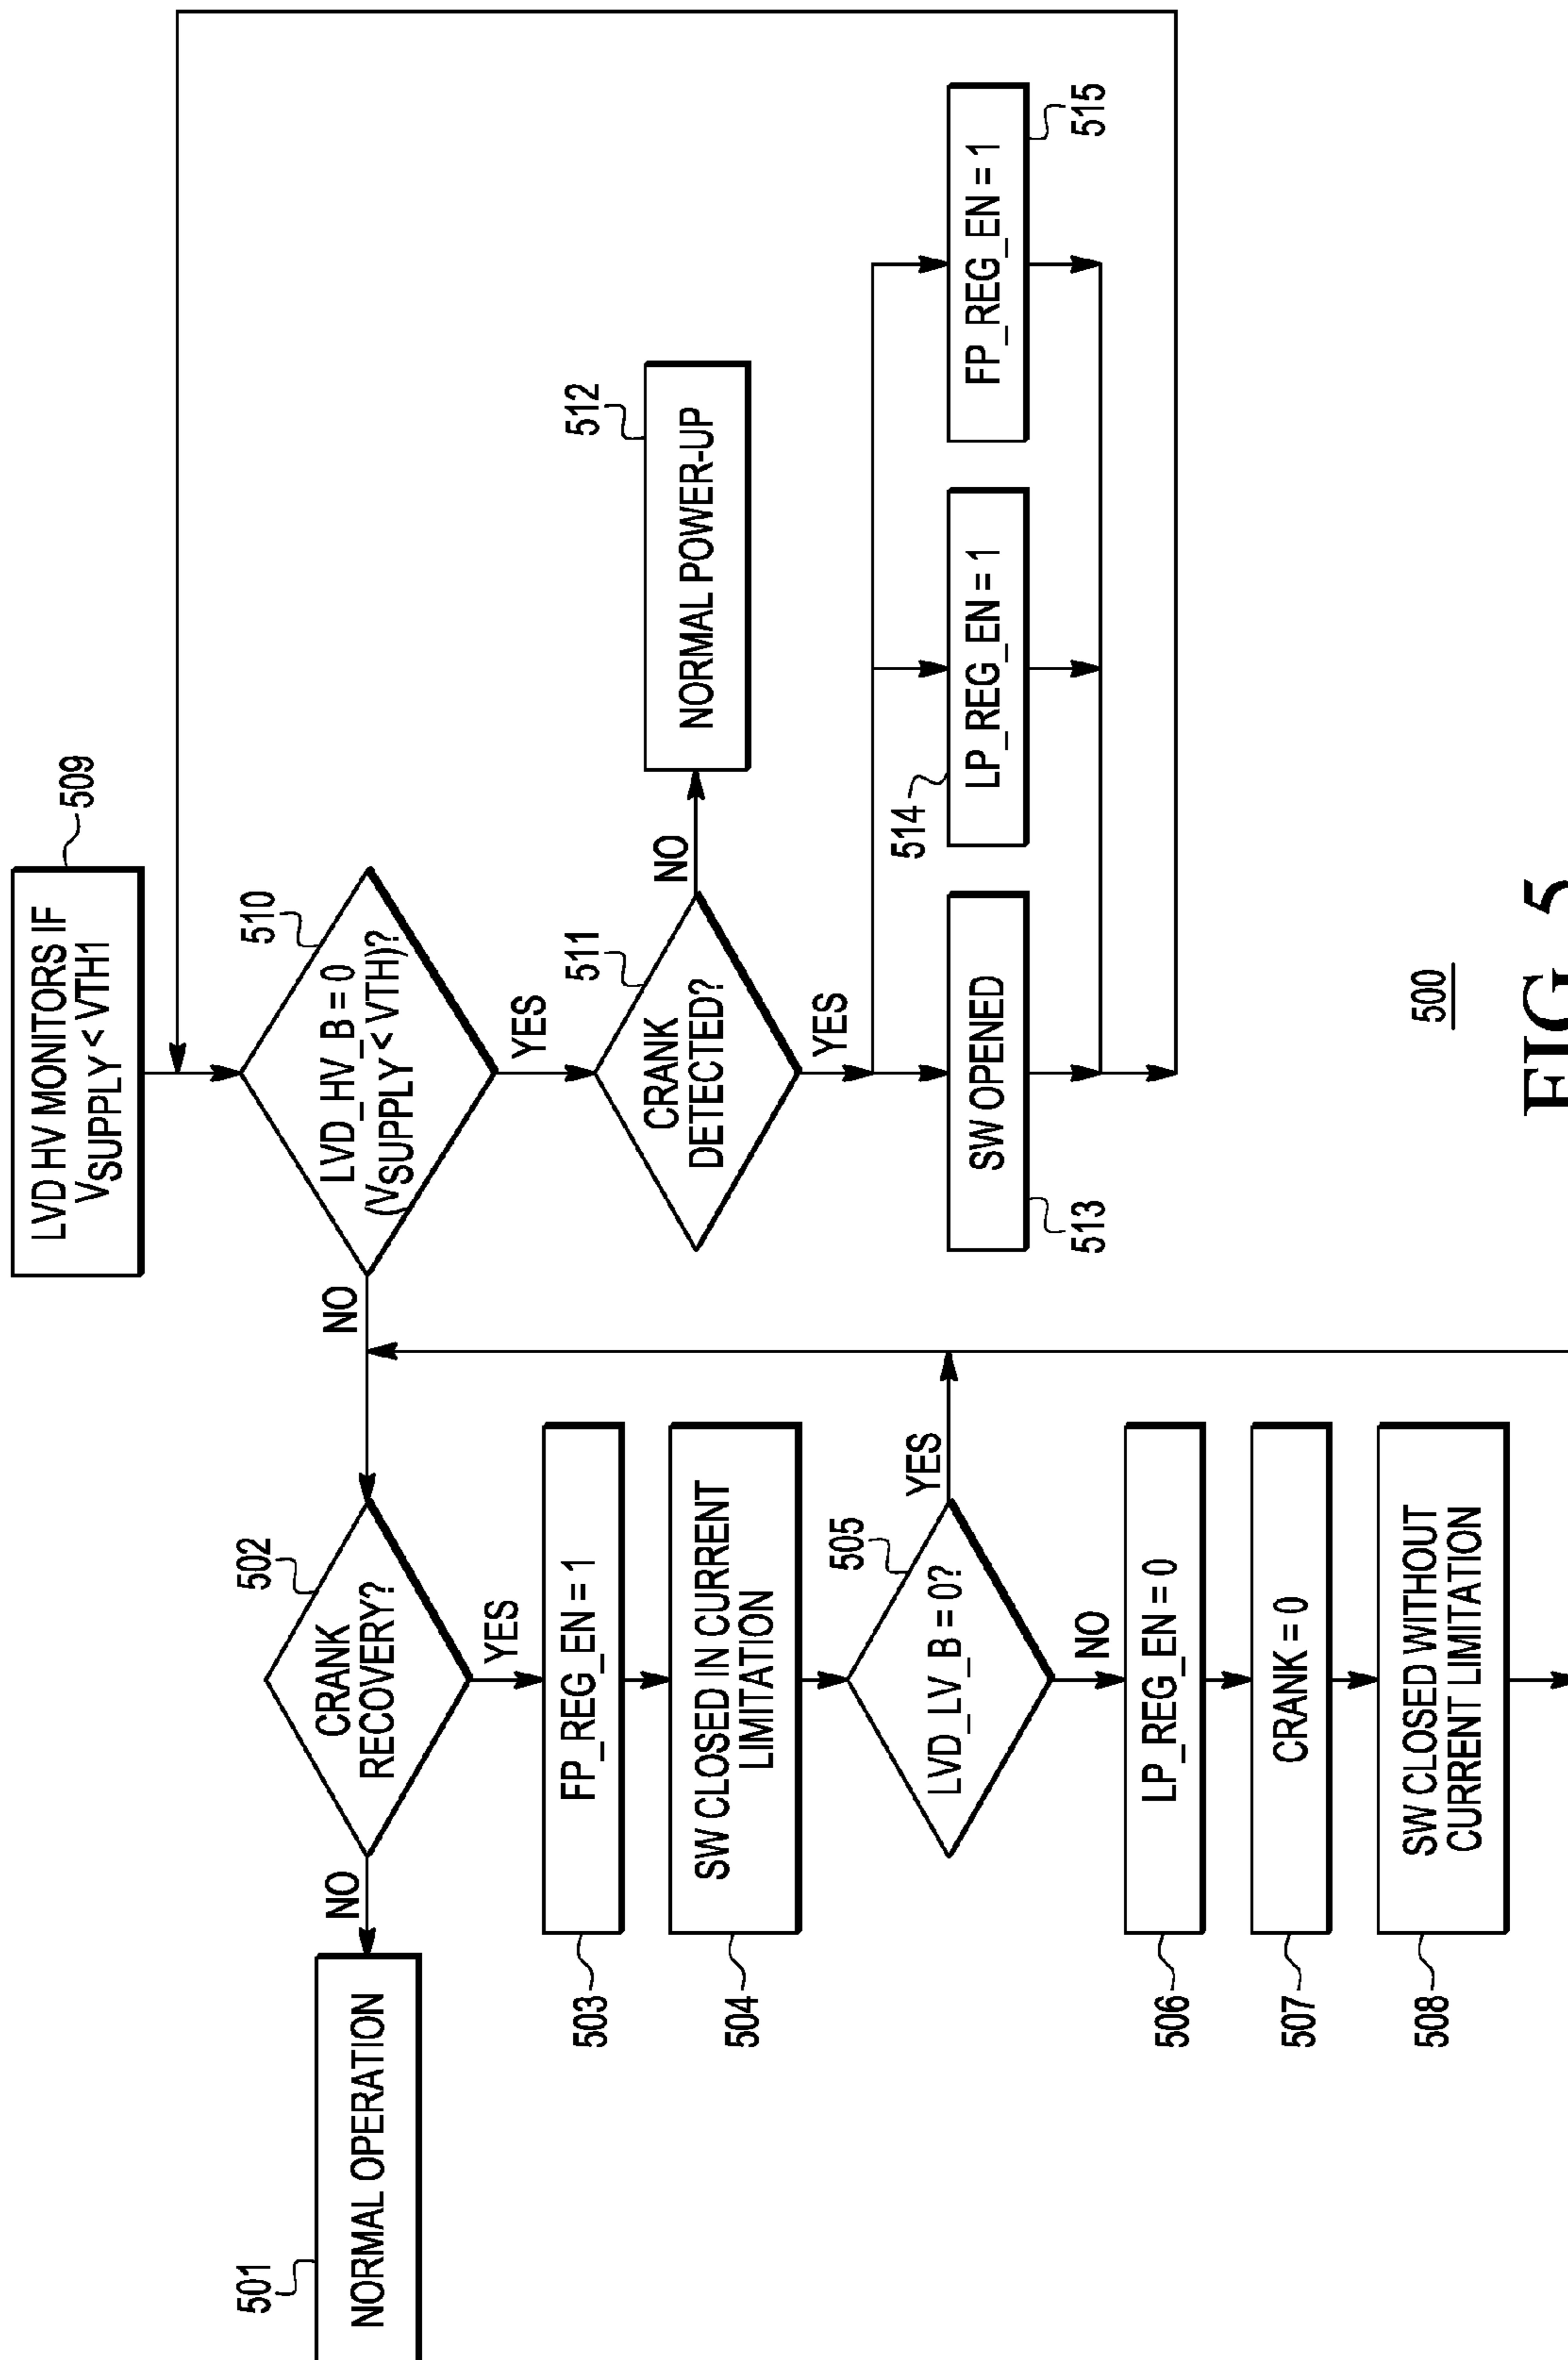 LVD HV MONITORS IF
VSUPPLY < VTH1
509
510
LVD_HV_B = 0
(VSUPPLY < VTH)?
NO
YES
502
CRANK
RECOVERY?
NO
YES
501
NORMAL OPERATION
511
CRANK
DETECTED?
NO
YES
512
NORMAL POWER-UP
503
FP_REG_EN = 1
504
SW CLOSED IN CURRENT
LIMITATION
505
LVD_LV_B = 0?
YES
NO
513
SW OPENED
514
LP_REG_EN = 1
FP_REG_EN = 1
515
506
LP_REG_EN = 0
507
CRANK = 0
508
SW CLOSED WITHOUT
CURRENT LIMITATION
500
FIG. 5